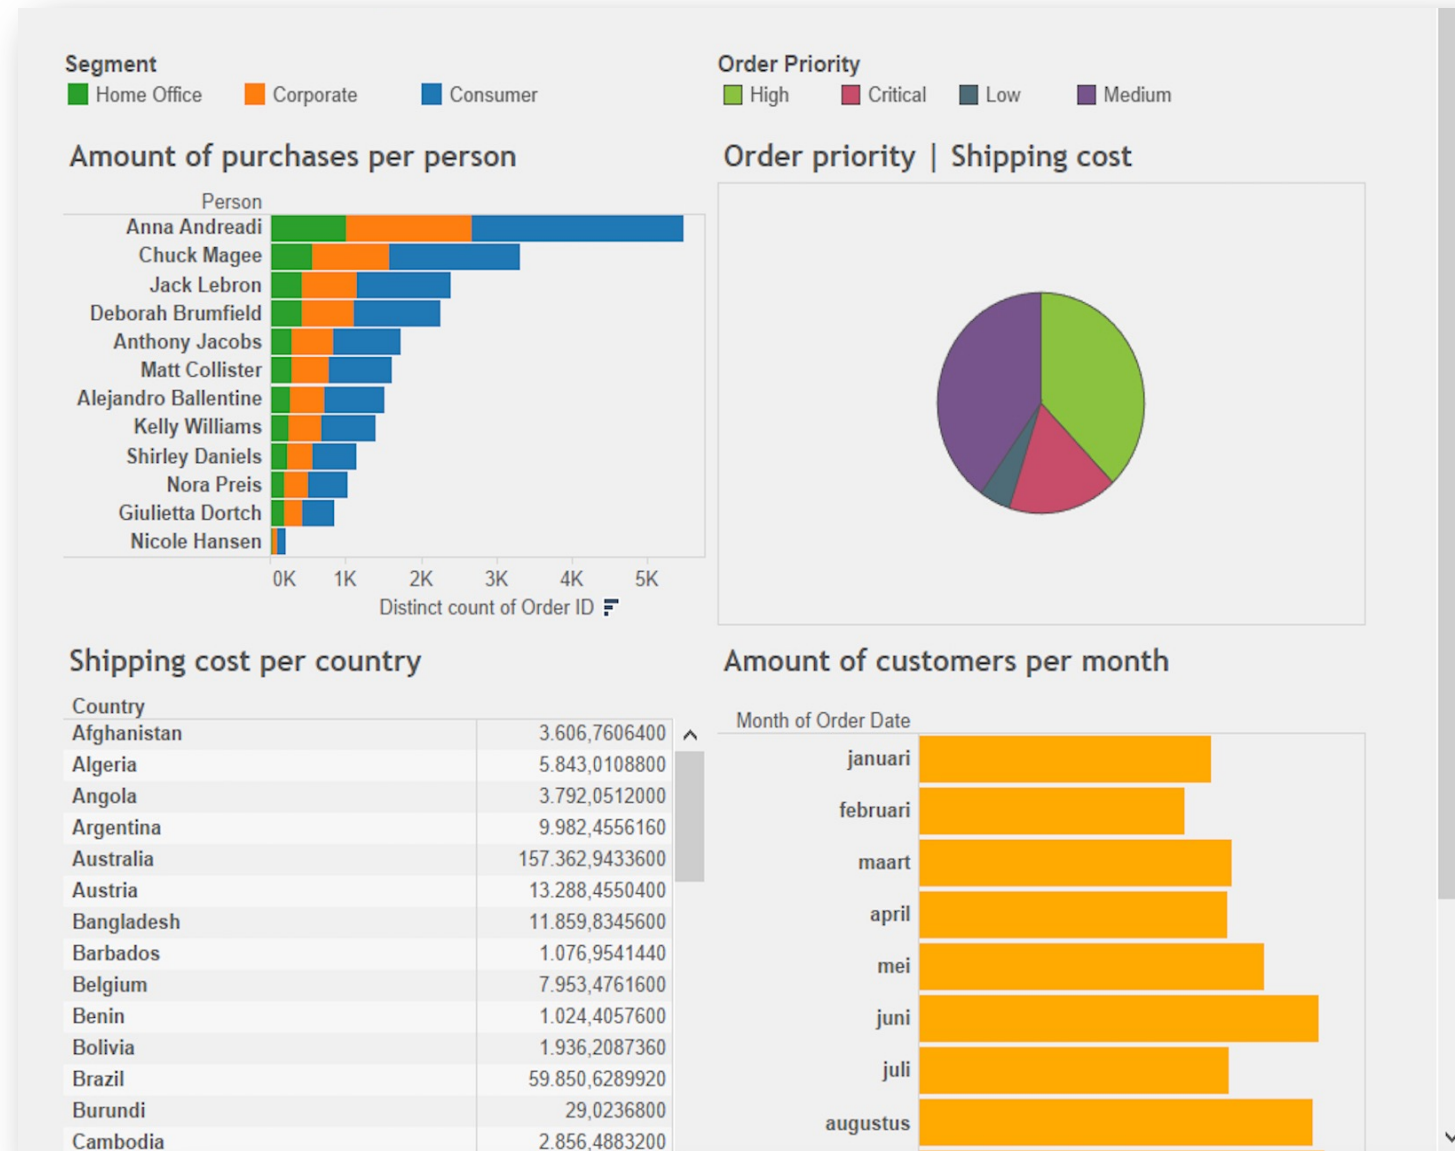 Segment
Home Office Corporate Consumer
Order Priority
High Critical Low Medium
Amount of purchases per person
Person
Anna Andreadi
Chuck Magee
Jack Lebron
Deborah Brumfield
Anthony Jacobs
Matt Collister
Alejandro Ballentine
Kelly Williams
Shirley Daniels
Nora Preis
Giulietta Dortch
Nicole Hansen
0K 1K 2K 3K 4K 5K
Distinct count of Order ID
Order priority | Shipping cost
Shipping cost per country
Country
Afghanistan 3.606,7606400
Algeria 5.843,0108800
Angola 3.792,0512000
Argentina 9.982,4556160
Australia 157.362,9433600
Austria 13.288,4550400
Bangladesh 11.859,8345600
Barbados 1.076,9541440
Belgium 7.953,4761600
Benin 1.024,4057600
Bolivia 1.936,2087360
Brazil 59.850,6289920
Burundi 29,0236800
Cambodia 2.856,4883200
Amount of customers per month
Month of Order Date
januari
februari
maart
april
mei
juni
juli
augustus